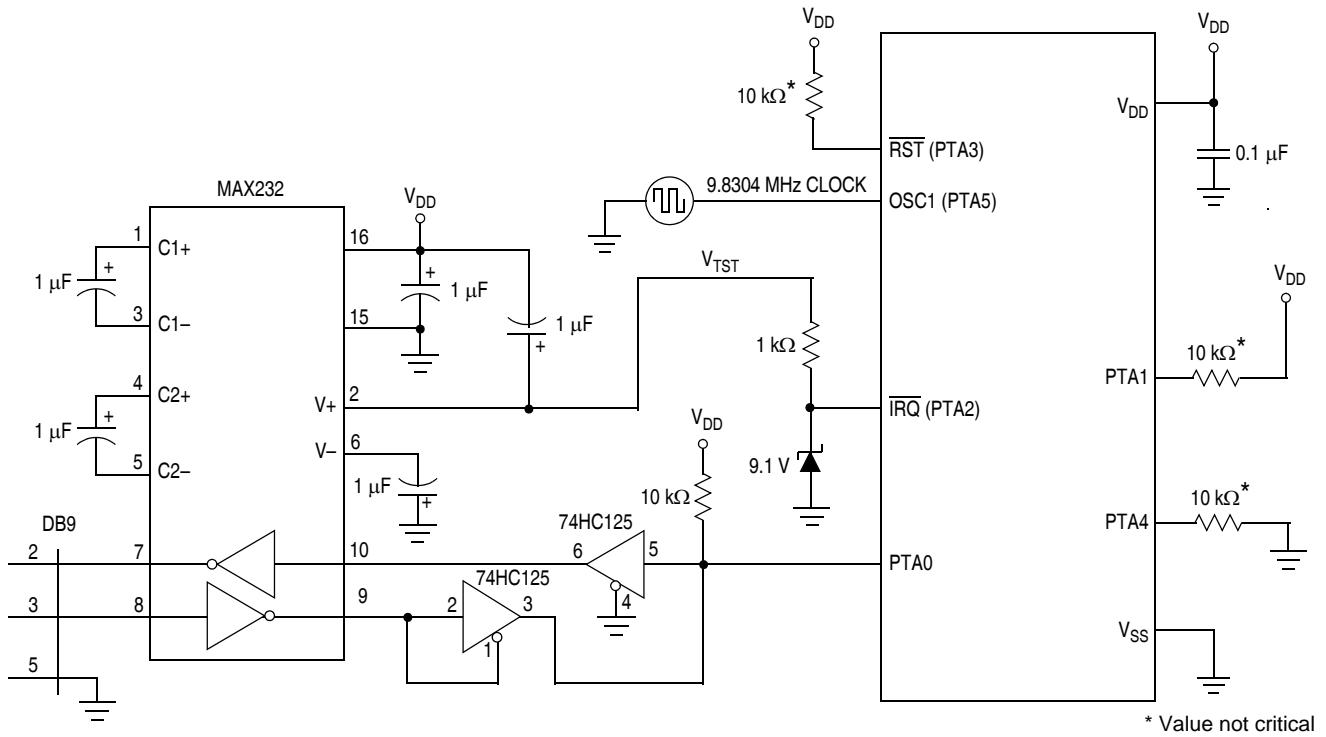 VDD
VDD
10 kΩ*
VDD
0.1 μF
RST (PTA3)
MAX232
9.8304 MHz CLOCK
OSC1 (PTA5)
VDD
1
C1+
16
1 μF
+
+
1 μF
VTST
VDD
3
C1–
15
1 μF
+
1 kΩ
10 kΩ*
PTA1
4
C2+
V+
2
IRQ (PTA2)
1 μF
+
VDD
V–
6
9.1 V
5
C2–
1 μF
+
10 kΩ
10 kΩ*
DB9
74HC125
PTA4
2
7
10
6
5
PTA0
74HC125
4
3
8
9
2
3
1
VSS
5
* Value not critical